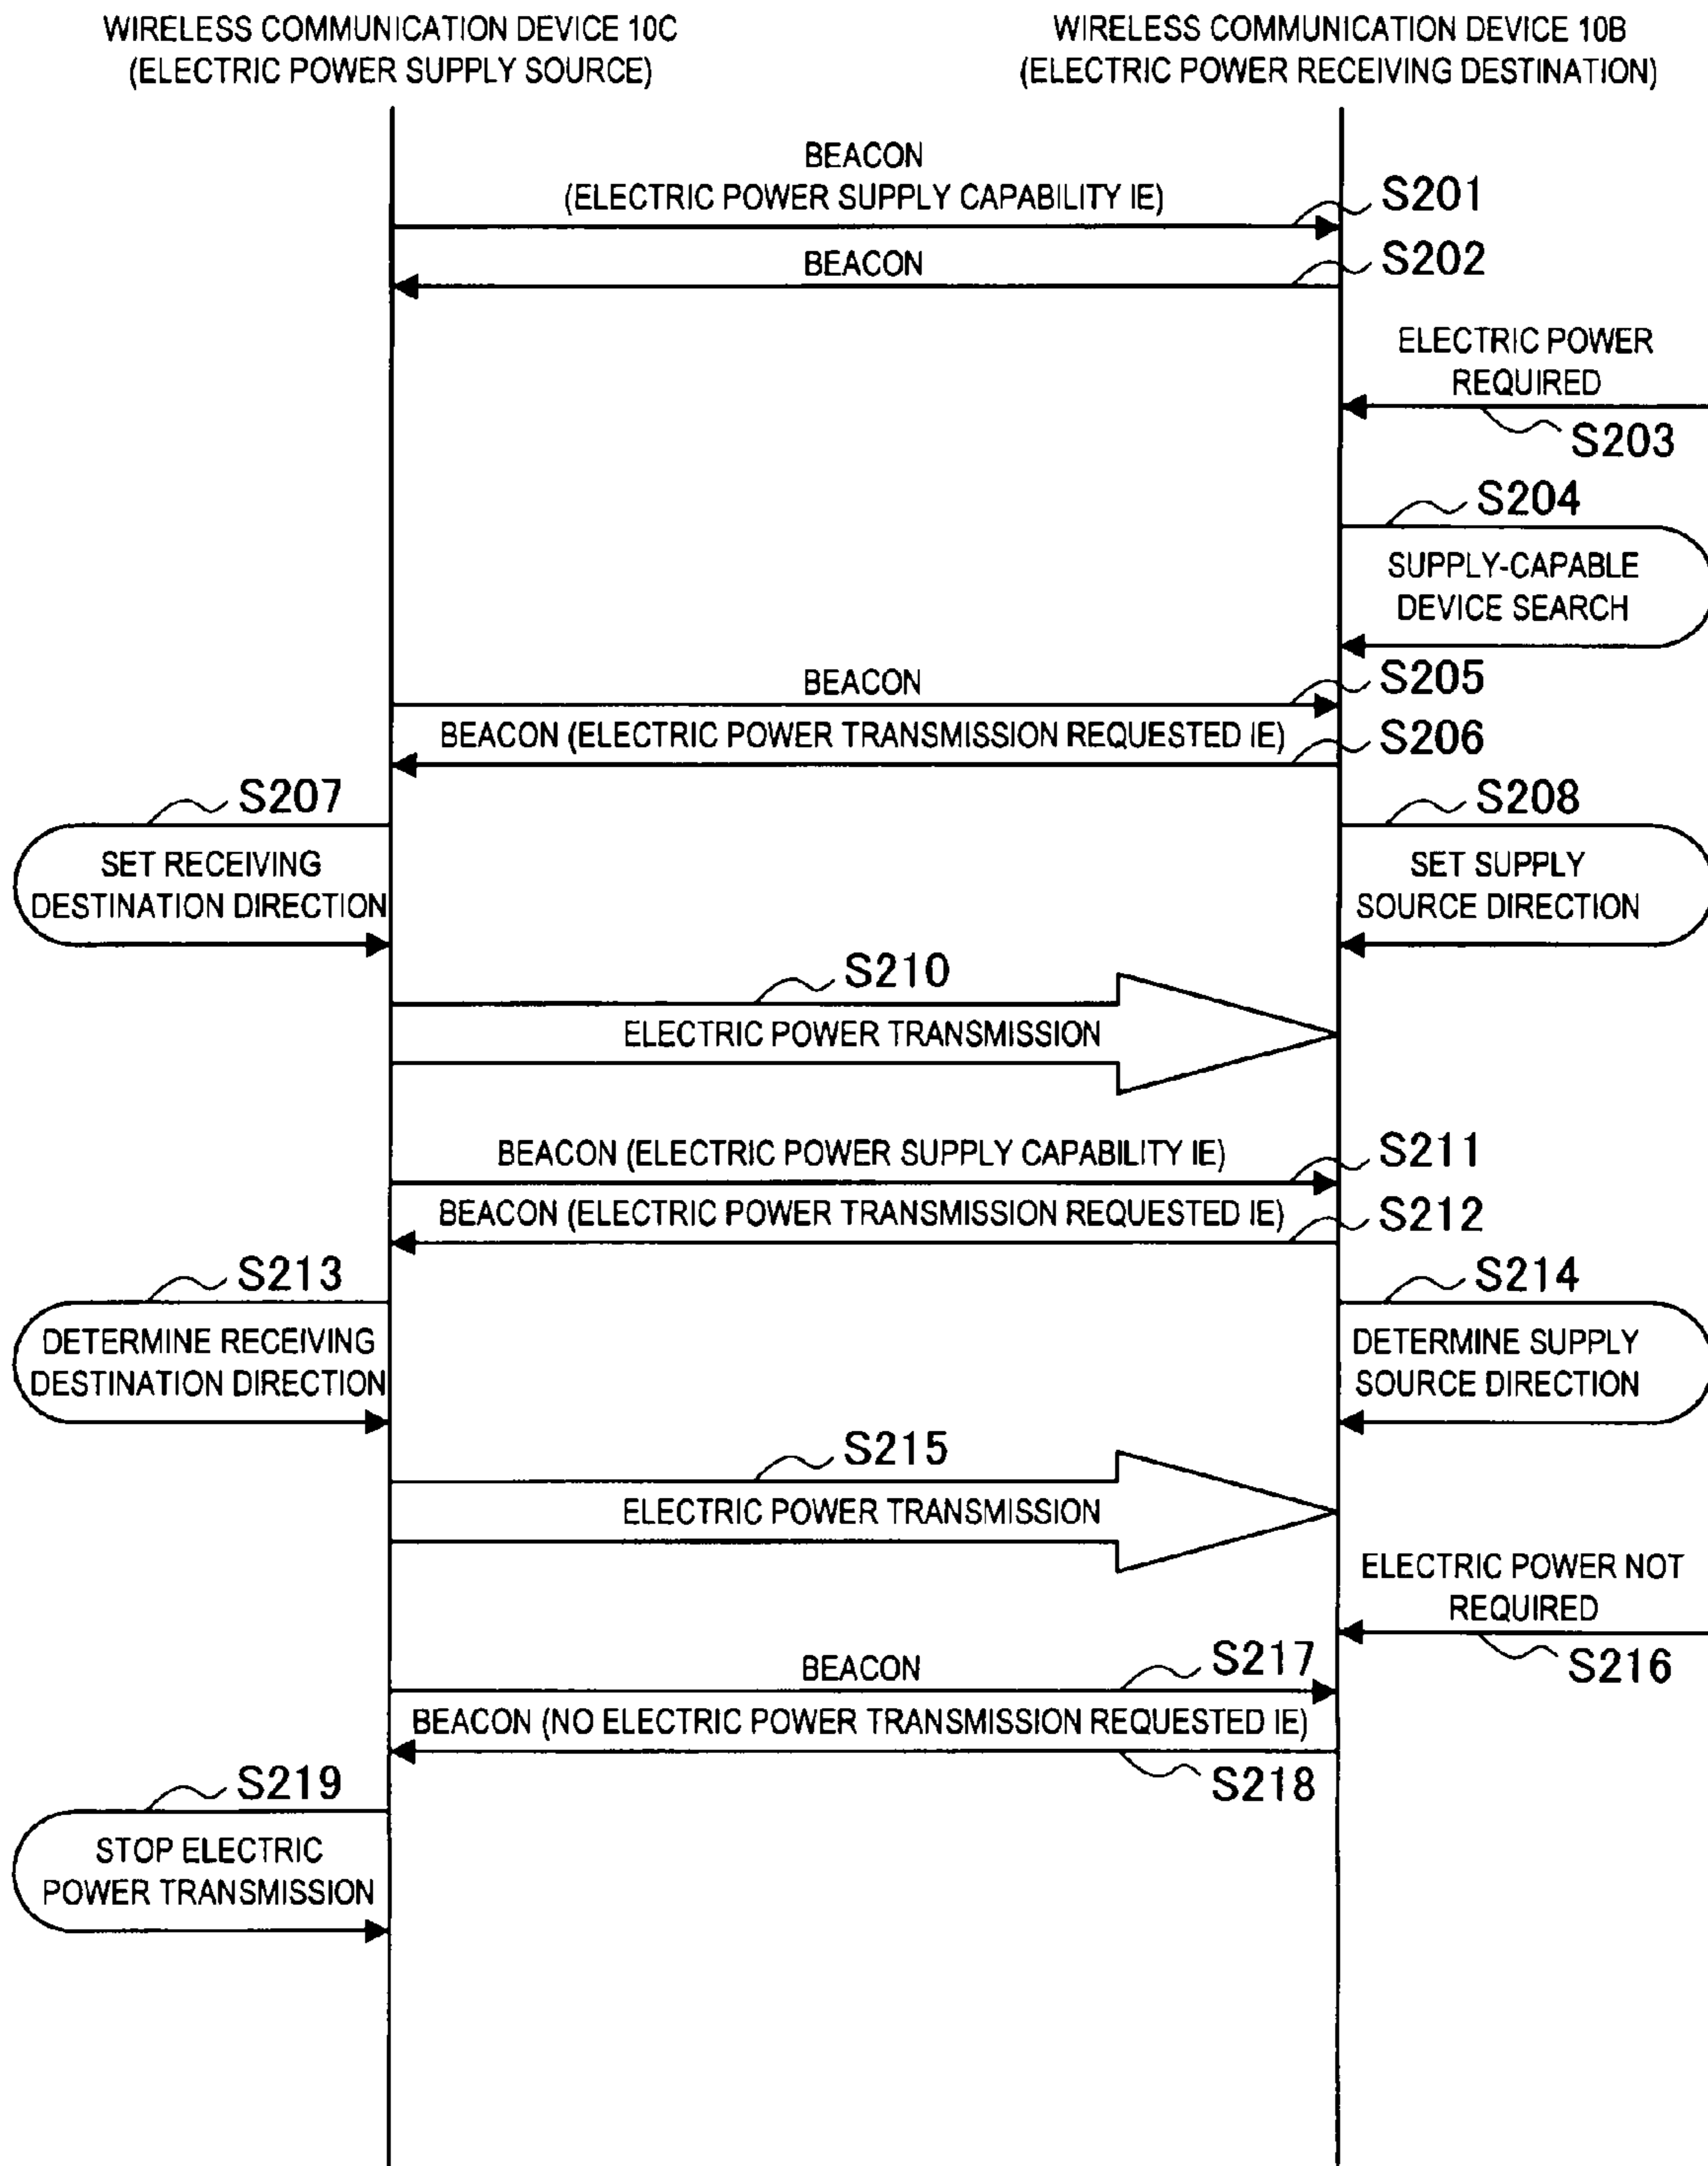 WIRELESS COMMUNICATION DEVICE 10C
(ELECTRIC POWER SUPPLY SOURCE)
WIRELESS COMMUNICATION DEVICE 10B
(ELECTRIC POWER RECEIVING DESTINATION)
BEACON
(ELECTRIC POWER SUPPLY CAPABILITY IE)
S201
BEACON
S202
ELECTRIC POWER
REQUIRED
S203
S204
SUPPLY-CAPABLE
DEVICE SEARCH
BEACON
S205
BEACON (ELECTRIC POWER TRANSMISSION REQUESTED IE)
S206
S207
SET RECEIVING
DESTINATION DIRECTION
S208
SET SUPPLY
SOURCE DIRECTION
S210
ELECTRIC POWER TRANSMISSION
BEACON (ELECTRIC POWER SUPPLY CAPABILITY IE)
S211
BEACON (ELECTRIC POWER TRANSMISSION REQUESTED IE)
S212
S213
DETERMINE RECEIVING
DESTINATION DIRECTION
S214
DETERMINE SUPPLY
SOURCE DIRECTION
S215
ELECTRIC POWER TRANSMISSION
ELECTRIC POWER NOT
REQUIRED
S216
BEACON
S217
BEACON (NO ELECTRIC POWER TRANSMISSION REQUESTED IE)
S218
S219
STOP ELECTRIC
POWER TRANSMISSION